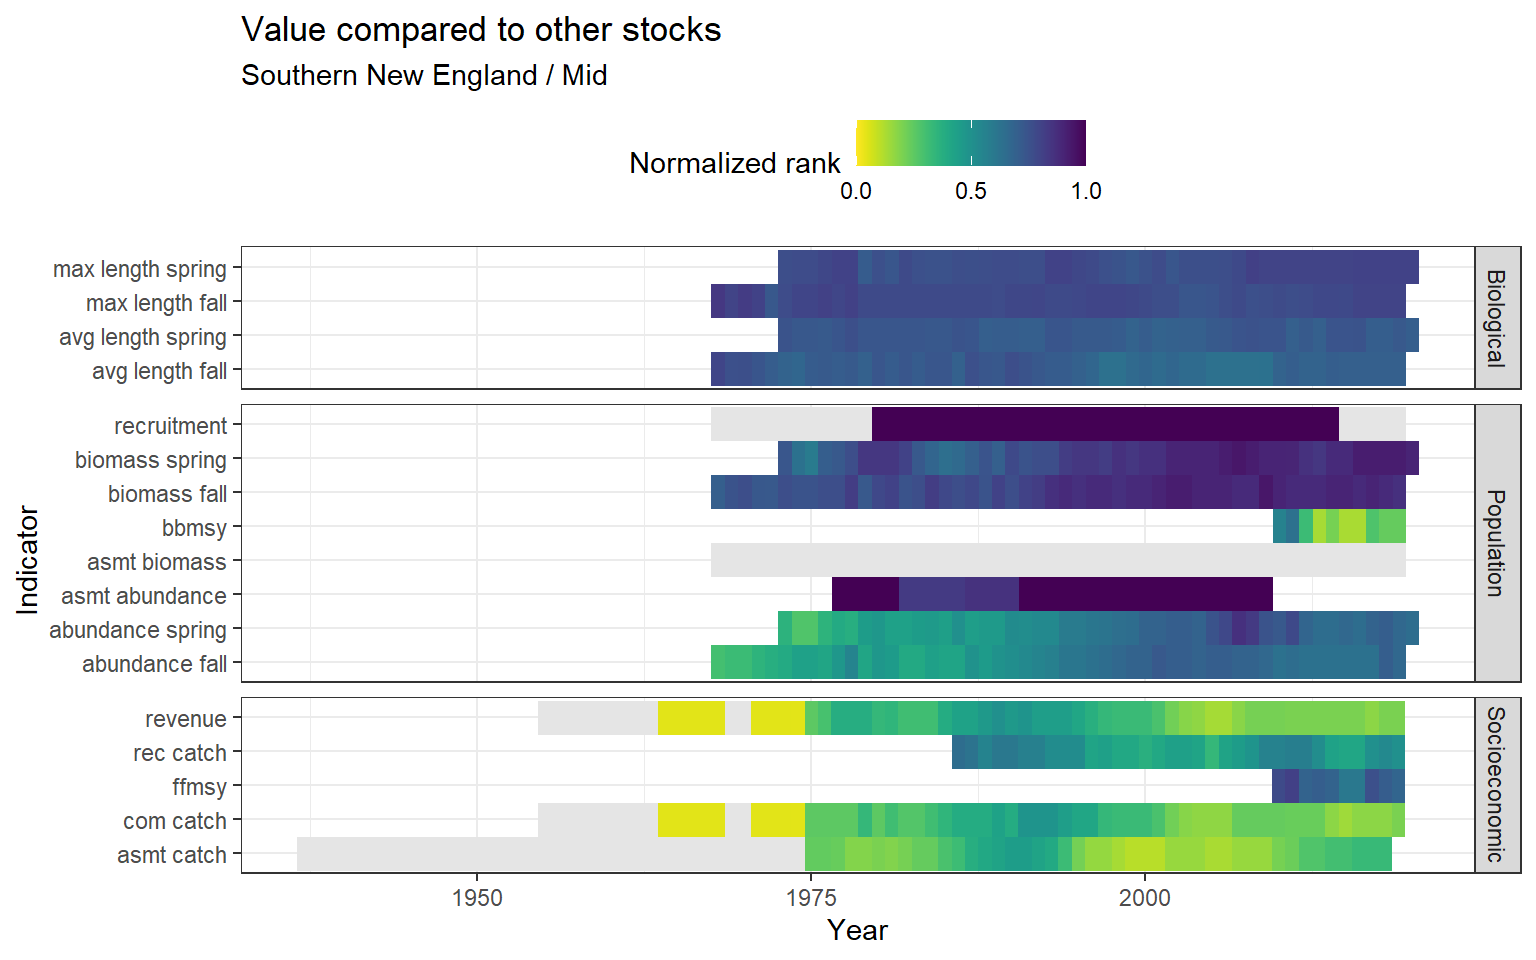 Value compared to other stocks
Southern New England / Mid
Normalized rank
0.0 0.5 1.0
max length spring
max length fall
avg length spring
avg length fall
Biological
recruitment
biomass spring
biomass fall
bbmsy
asmt biomass
asmt abundance
abundance spring
abundance fall
Population
revenue
rec catch
ffmsy
com catch
asmt catch
Socioeconomic
Indicator
1950 1975 2000
Year